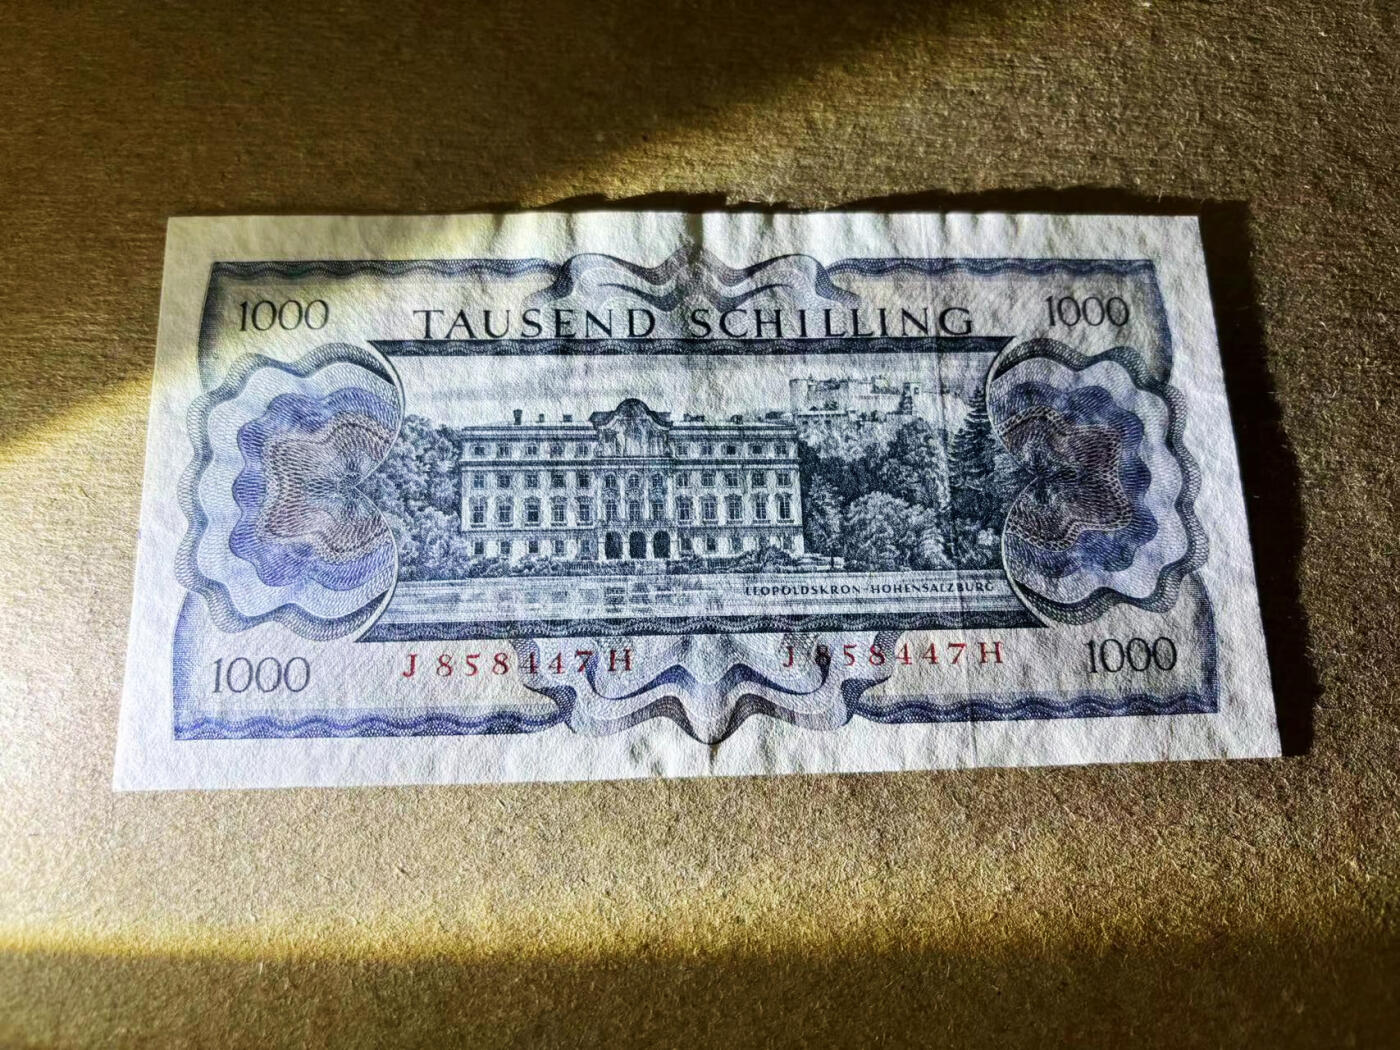 1000 TAUSEND SCHILLING 1000
LEOPOLDSKRON-HOHENSALZBURG
J 858447 H J 858447 H
1000 1000